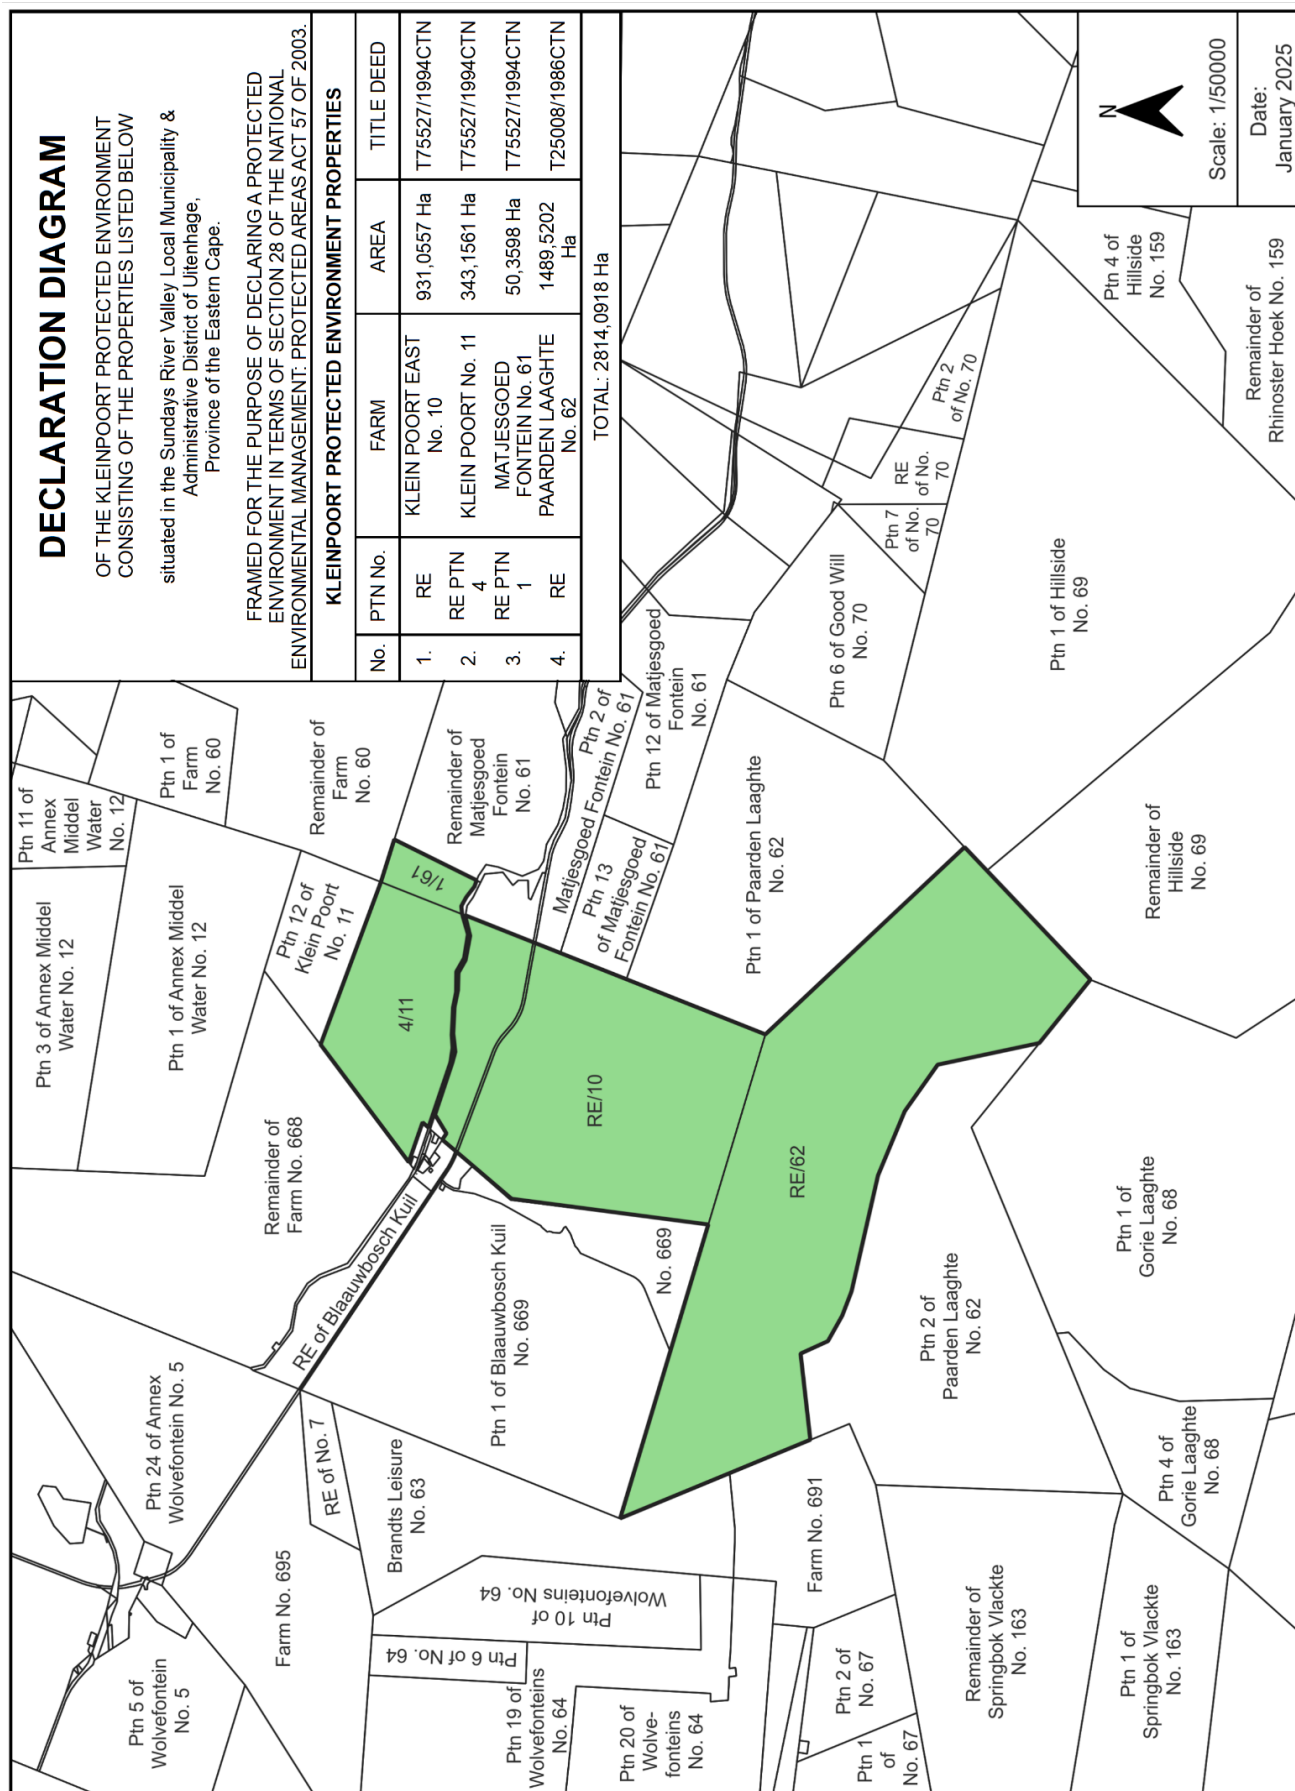 DECLARATION DIAGRAM
OF THE KLEINPOORT PROTECTED ENVIRONMENT
CONSISTING OF THE PROPERTIES LISTED BELOW
situated in the Sundays River Valley Local Municipality &
Administrative District of Uitenhage,
Province of the Eastern Cape.
FRAMED FOR THE PURPOSE OF DECLARING A PROTECTED
ENVIRONMENT IN TERMS OF SECTION 28 OF THE NATIONAL
ENVIRONMENTAL MANAGEMENT: PROTECTED AREAS ACT 57 OF 2003.
KLEINPOORT PROTECTED ENVIRONMENT PROPERTIES
No. PTN No. FARM AREA TITLE DEED
1. RE KLEIN POORT EAST No. 10 931,0557 Ha T75527/1994CTN
2. RE PTN 4 KLEIN POORT No. 11 343,1561 Ha T75527/1994CTN
3. RE PTN 1 MATJESGOED FONTEIN No. 61 50,3598 Ha T75527/1994CTN
4. RE PAARDEN LAAGHTE No. 62 1489,5202 Ha T25008/1986CTN
TOTAL: 2814,0918 Ha
N
Scale: 1/50000
Date:
January 2025
Ptn 5 of
Wolvefontein
No. 5
Ptn 24 of Annex
Wolvefontein No. 5
Remainder of
Farm No. 668
Ptn 3 of Annex Middel
Water No. 12
Ptn 1 of Annex Middel
Water No. 12
Ptn 11 of
Annex
Middel
Water
No. 12
Ptn 1 of
Farm
No. 60
Remainder of
Farm
No. 60
Ptn 12 of
Klein Poort
No. 11
Remainder of
Matjesgoed
Fontein
No. 61
1/61
4/11
Farm No. 695
RE of No. 7
RE of Blaauwbosch Kuil
Brandts Leisure
No. 63
Ptn 1 of Blaauwbosch Kuil
No. 669
No. 669
RE/10
Ptn 2 of
Matjesgoed Fontein No. 61
Ptn 13
of Matjesgoed
Fontein No. 61
Ptn 12 of Matjesgoed
Fontein
No. 61
Ptn 6 of No. 64
Ptn 10 of
Wolvefonteins No. 64
Ptn 19 of
Wolvefonteins
No. 64
Ptn 20 of
Wolve-
fonteins
No. 64
RE/62
Ptn 1 of Paarden Laaghte
No. 62
Ptn 6 of Good Will
No. 70
Ptn 7
of No.
70
RE
of No.
70
Ptn 2
of No. 70
Farm No. 691
Ptn 2 of
No. 67
Ptn 1
of
No. 67
Ptn 2 of
Paarden Laaghte
No. 62
Remainder of
Springbok Vlackte
No. 163
Ptn 1 of
Springbok Vlackte
No. 163
Ptn 4 of
Gorie Laaghte
No. 68
Ptn 1 of
Gorie Laaghte
No. 68
Remainder of
Hillside
No. 69
Ptn 1 of Hillside
No. 69
Ptn 4 of
Hillside
No. 159
Remainder of
Rhinoster Hoek No. 159